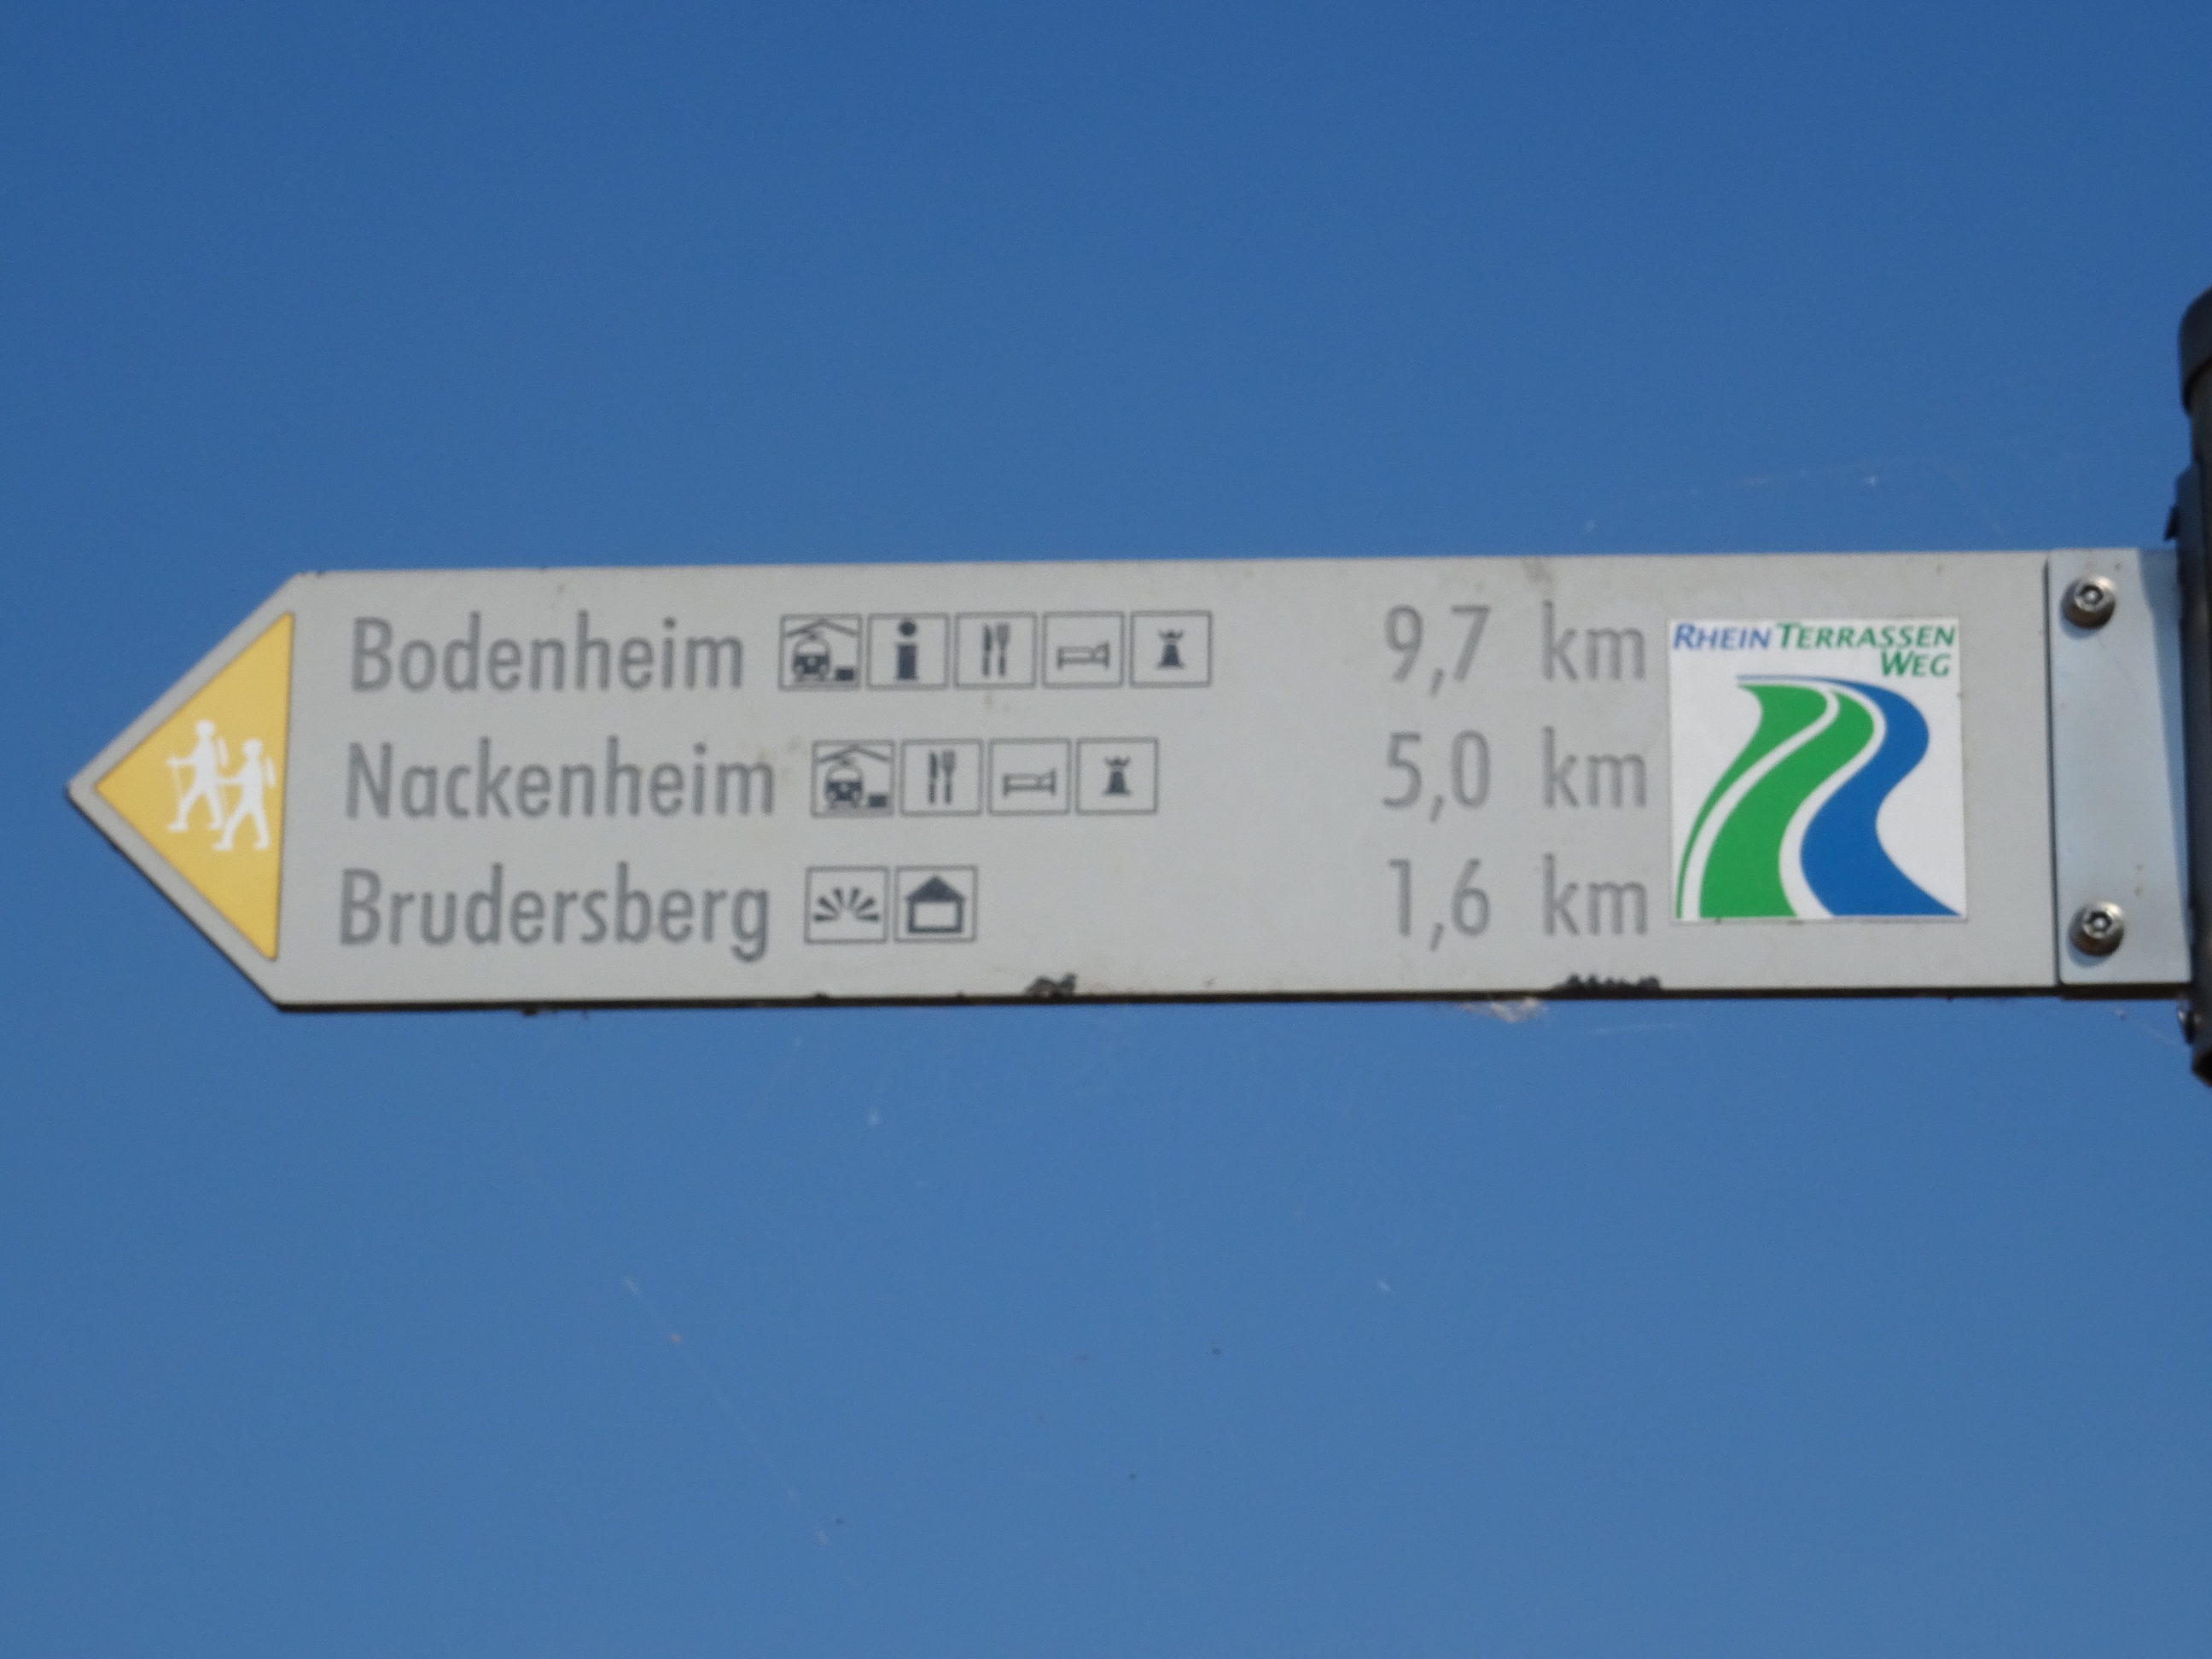 Bodenheim 9,7 km
Nackenheim 5,0 km
Brudersberg 1,6 km
RHEIN TERRASSEN
WEG